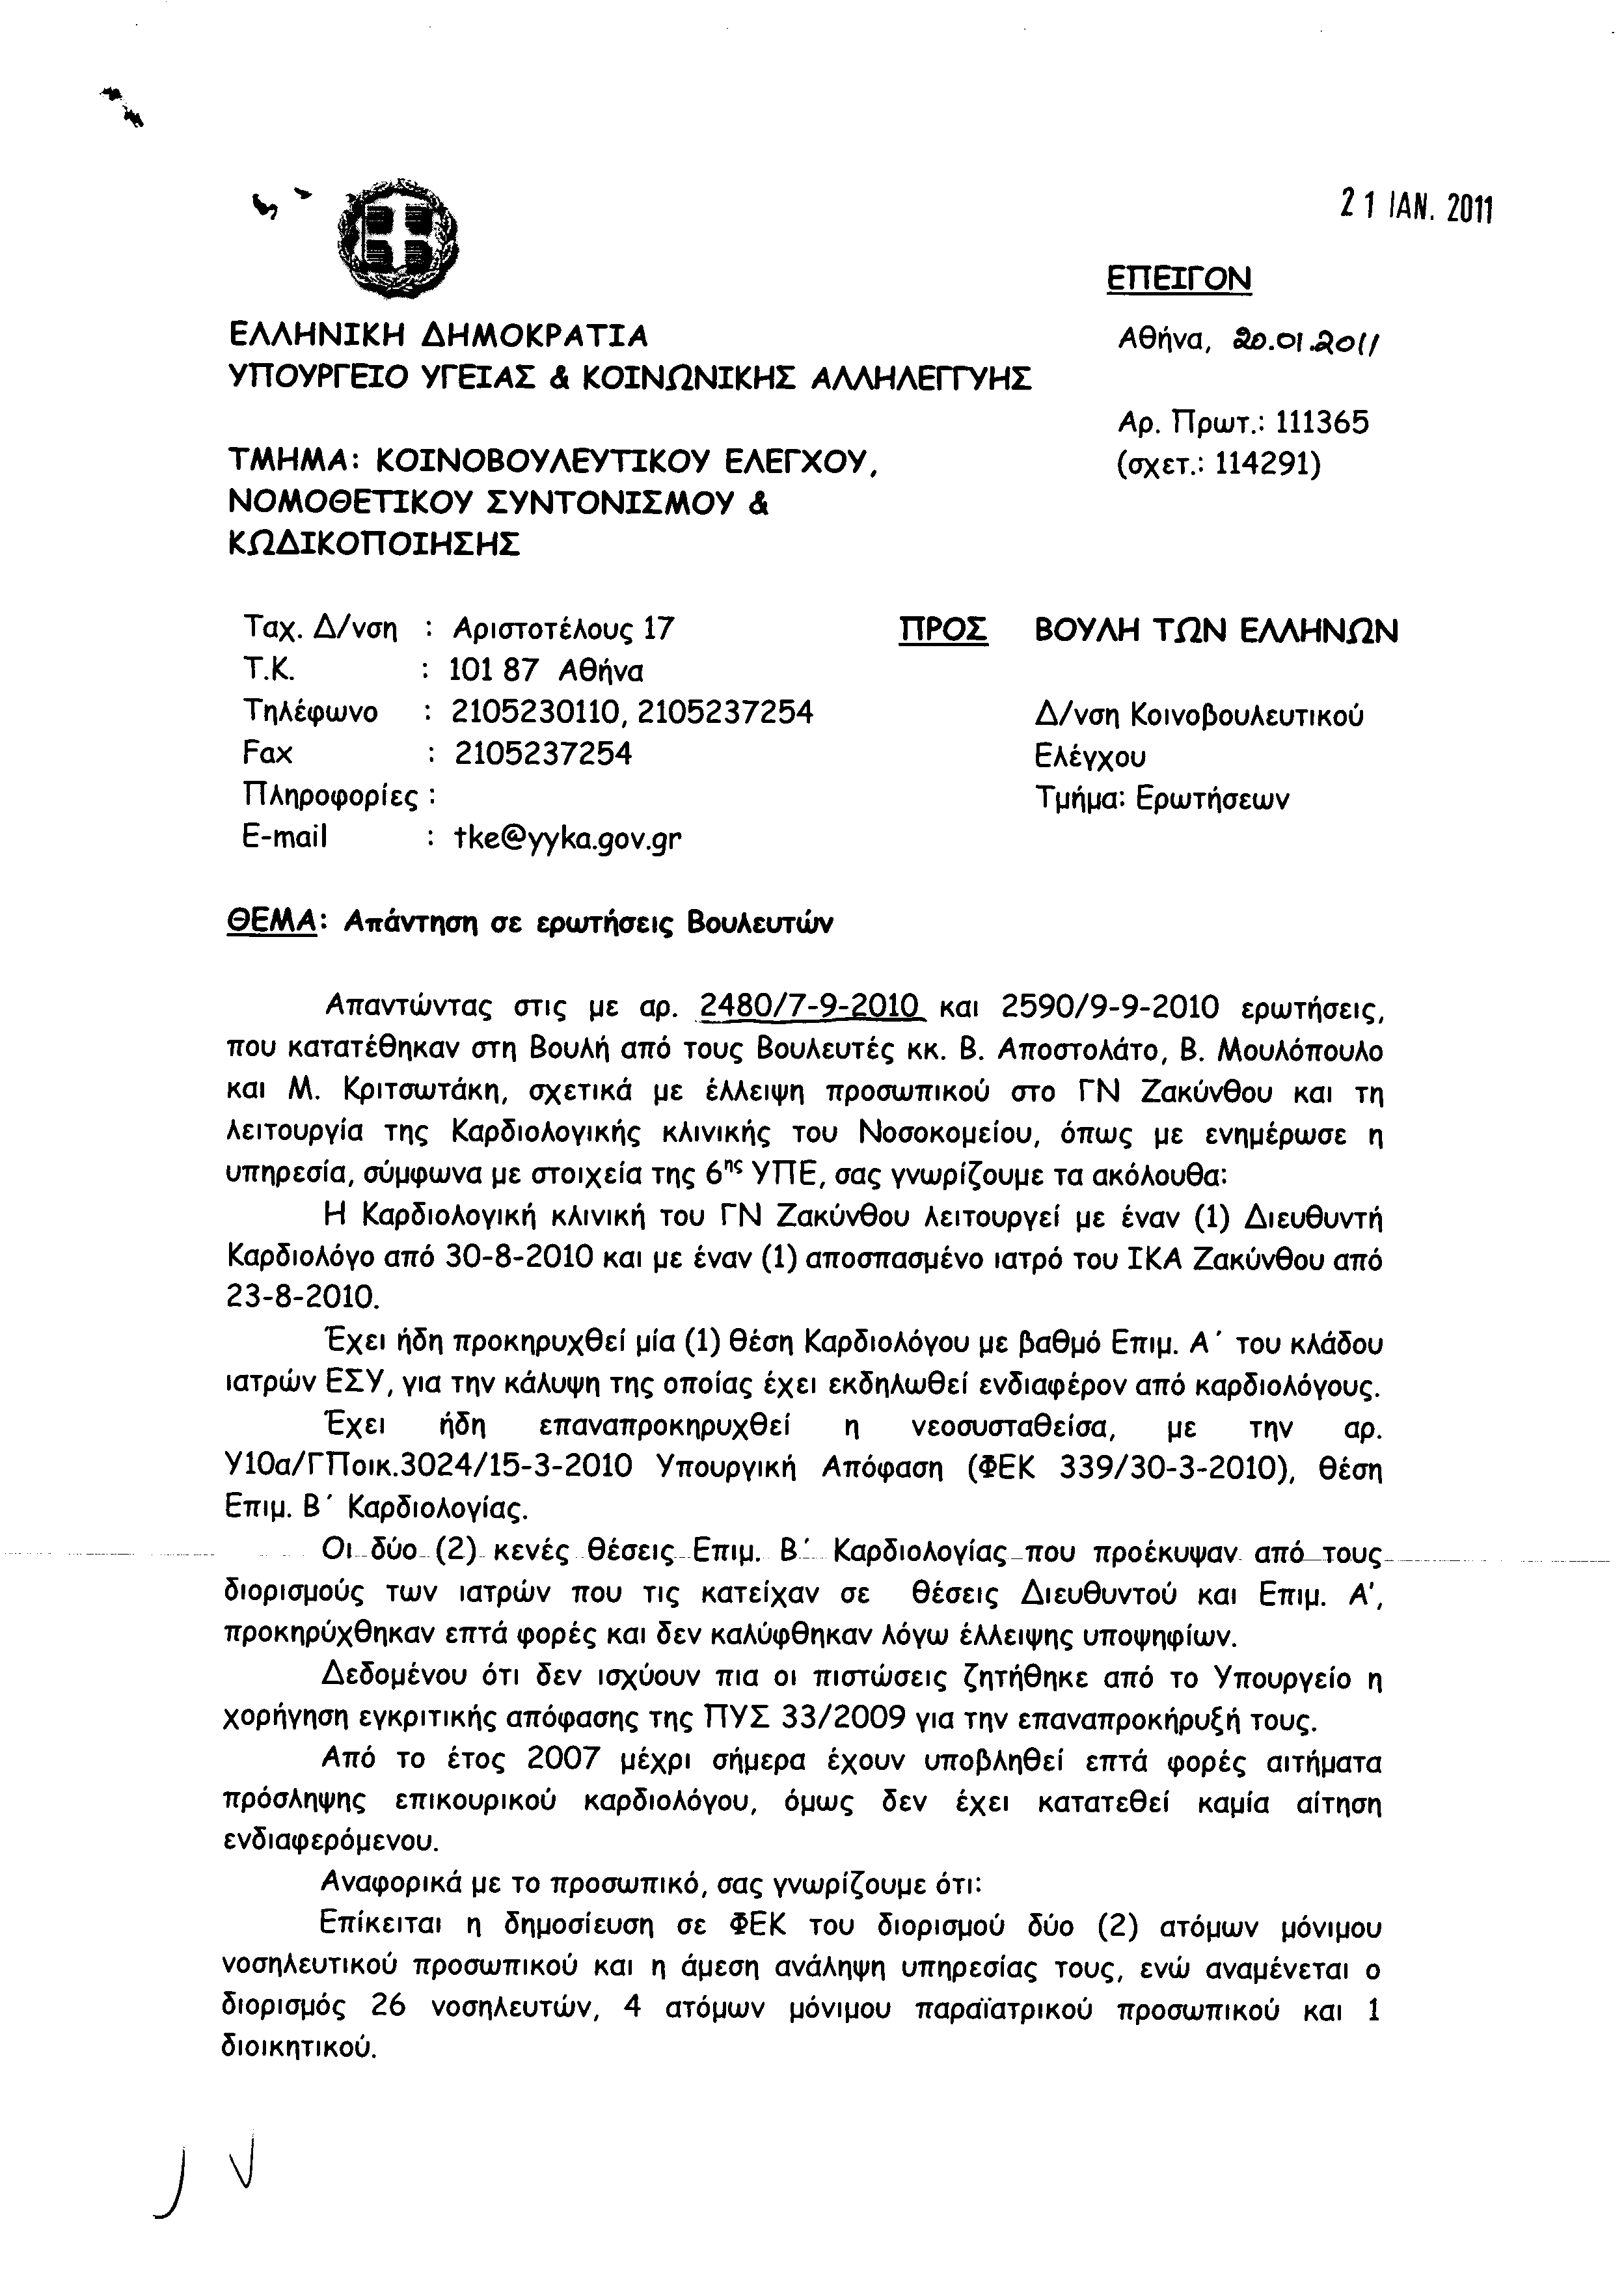 21 ΙΑΝ. 2011
ΕΠΕΙΓΟΝ
ΕΛΛΗΝΙΚΗ ΔΗΜΟΚΡΑΤΙΑ
ΥΠΟΥΡΓΕΙΟ ΥΓΕΙΑΣ & ΚΟΙΝΩΝΙΚΗΣ ΑΛΛΗΛΕΓΓΥΗΣ
Αθήνα, 20.01.2011
Αρ. Πρωτ.: 111365
(σχετ.: 114291)
ΤΜΗΜΑ: ΚΟΙΝΟΒΟΥΛΕΥΤΙΚΟΥ ΕΛΕΓΧΟΥ,
ΝΟΜΟΘΕΤΙΚΟΥ ΣΥΝΤΟΝΙΣΜΟΥ &
ΚΩΔΙΚΟΠΟΙΗΣΗΣ
Ταχ. Δ/νση : Αριστοτέλους 17
Τ.Κ. : 101 87 Αθήνα
Τηλέφωνο : 2105230110, 2105237254
Fax : 2105237254
Πληροφορίες :
E-mail : tke@yyka.gov.gr
ΠΡΟΣ ΒΟΥΛΗ ΤΩΝ ΕΛΛΗΝΩΝ
Δ/νση Κοινοβουλευτικού
Ελέγχου
Τμήμα: Ερωτήσεων
ΘΕΜΑ: Απάντηση σε ερωτήσεις Βουλευτών
Απαντώντας στις με αρ. 2480/7-9-2010 και 2590/9-9-2010 ερωτήσεις,
που κατατέθηκαν στη Βουλή από τους Βουλευτές κκ. Β. Αποστολάτο, Β. Μουλόπουλο
και Μ. Κριτσωτάκη, σχετικά με έλλειψη προσωπικού στο ΓΝ Ζακύνθου και τη
λειτουργία της Καρδιολογικής κλινικής του Νοσοκομείου, όπως με ενημέρωσε η
υπηρεσία, σύμφωνα με στοιχεία της 6ης ΥΠΕ, σας γνωρίζουμε τα ακόλουθα:
Η Καρδιολογική κλινική του ΓΝ Ζακύνθου λειτουργεί με έναν (1) Διευθυντή
Καρδιολόγο από 30-8-2010 και με έναν (1) αποσπασμένο ιατρό του ΙΚΑ Ζακύνθου από
23-8-2010.
Έχει ήδη προκηρυχθεί μία (1) θέση Καρδιολόγου με βαθμό Επιμ. Α΄ του κλάδου
ιατρών ΕΣΥ, για την κάλυψη της οποίας έχει εκδηλωθεί ενδιαφέρον από καρδιολόγους.
Έχει ήδη επαναπροκηρυχθεί η νεοσυσταθείσα, με την αρ.
Υ10α/ΓΠοικ.3024/15-3-2010 Υπουργική Απόφαση (ΦΕΚ 339/30-3-2010), θέση
Επιμ. Β΄ Καρδιολογίας.
Οι δύο (2) κενές θέσεις Επιμ. Β΄ Καρδιολογίας που προέκυψαν από τους
διορισμούς των ιατρών που τις κατείχαν σε θέσεις Διευθυντού και Επιμ. Α',
προκηρύχθηκαν επτά φορές και δεν καλύφθηκαν λόγω έλλειψης υποψηφίων.
Δεδομένου ότι δεν ισχύουν πια οι πιστώσεις ζητήθηκε από το Υπουργείο η
χορήγηση εγκριτικής απόφασης της ΠΥΣ 33/2009 για την επαναπροκήρυξή τους.
Από το έτος 2007 μέχρι σήμερα έχουν υποβληθεί επτά φορές αιτήματα
πρόσληψης επικουρικού καρδιολόγου, όμως δεν έχει κατατεθεί καμία αίτηση
ενδιαφερόμενου.
Αναφορικά με το προσωπικό, σας γνωρίζουμε ότι:
Επίκειται η δημοσίευση σε ΦΕΚ του διορισμού δύο (2) ατόμων μόνιμου
νοσηλευτικού προσωπικού και η άμεση ανάληψη υπηρεσίας τους, ενώ αναμένεται ο
διορισμός 26 νοσηλευτών, 4 ατόμων μόνιμου παραϊατρικού προσωπικού και 1
διοικητικού.